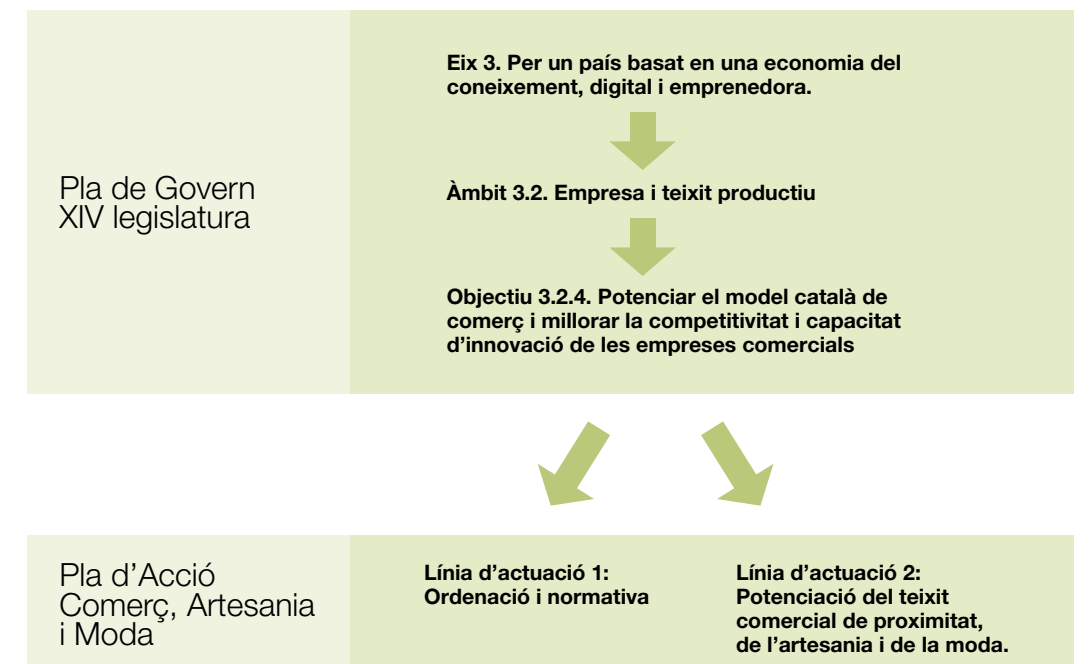 Pla de Govern
XIV legislatura
Eix 3. Per un país basat en una economia del
coneixement, digital i emprenedora.
Àmbit 3.2. Empresa i teixit productiu
Objectiu 3.2.4. Potenciar el model català de
comerç i millorar la competitivitat i capacitat
d’innovació de les empreses comercials
Pla d’Acció
Comerç, Artesania
i Moda
Línia d’actuació 1:
Ordenació i normativa
Línia d’actuació 2:
Potenciació del teixit
comercial de proximitat,
de l’artesania i de la moda.